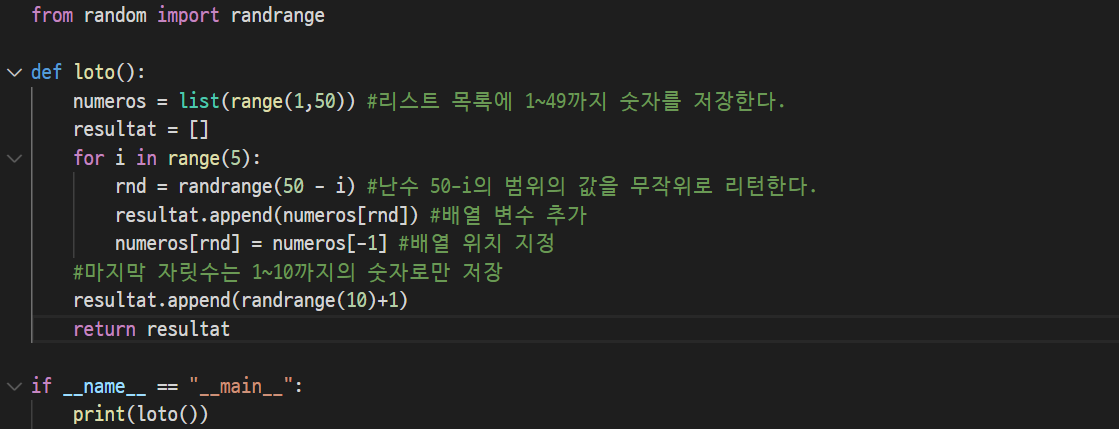 from random import randrange
def loto():
numeros = list(range(1,50)) #리스트 목록에 1~49까지 숫자를 저장한다.
resultat = []
for i in range(5):
rnd = randrange(50 - i) #난수 50-i의 범위의 값을 무작위로 리턴한다.
resultat.append(numeros[rnd]) #배열 변수 추가
numeros[rnd] = numeros[-1] #배열 위치 지정
#마지막 자릿수는 1~10까지의 숫자로만 저장
resultat.append(randrange(10)+1)
return resultat
if __name__ == "__main__":
print(loto())